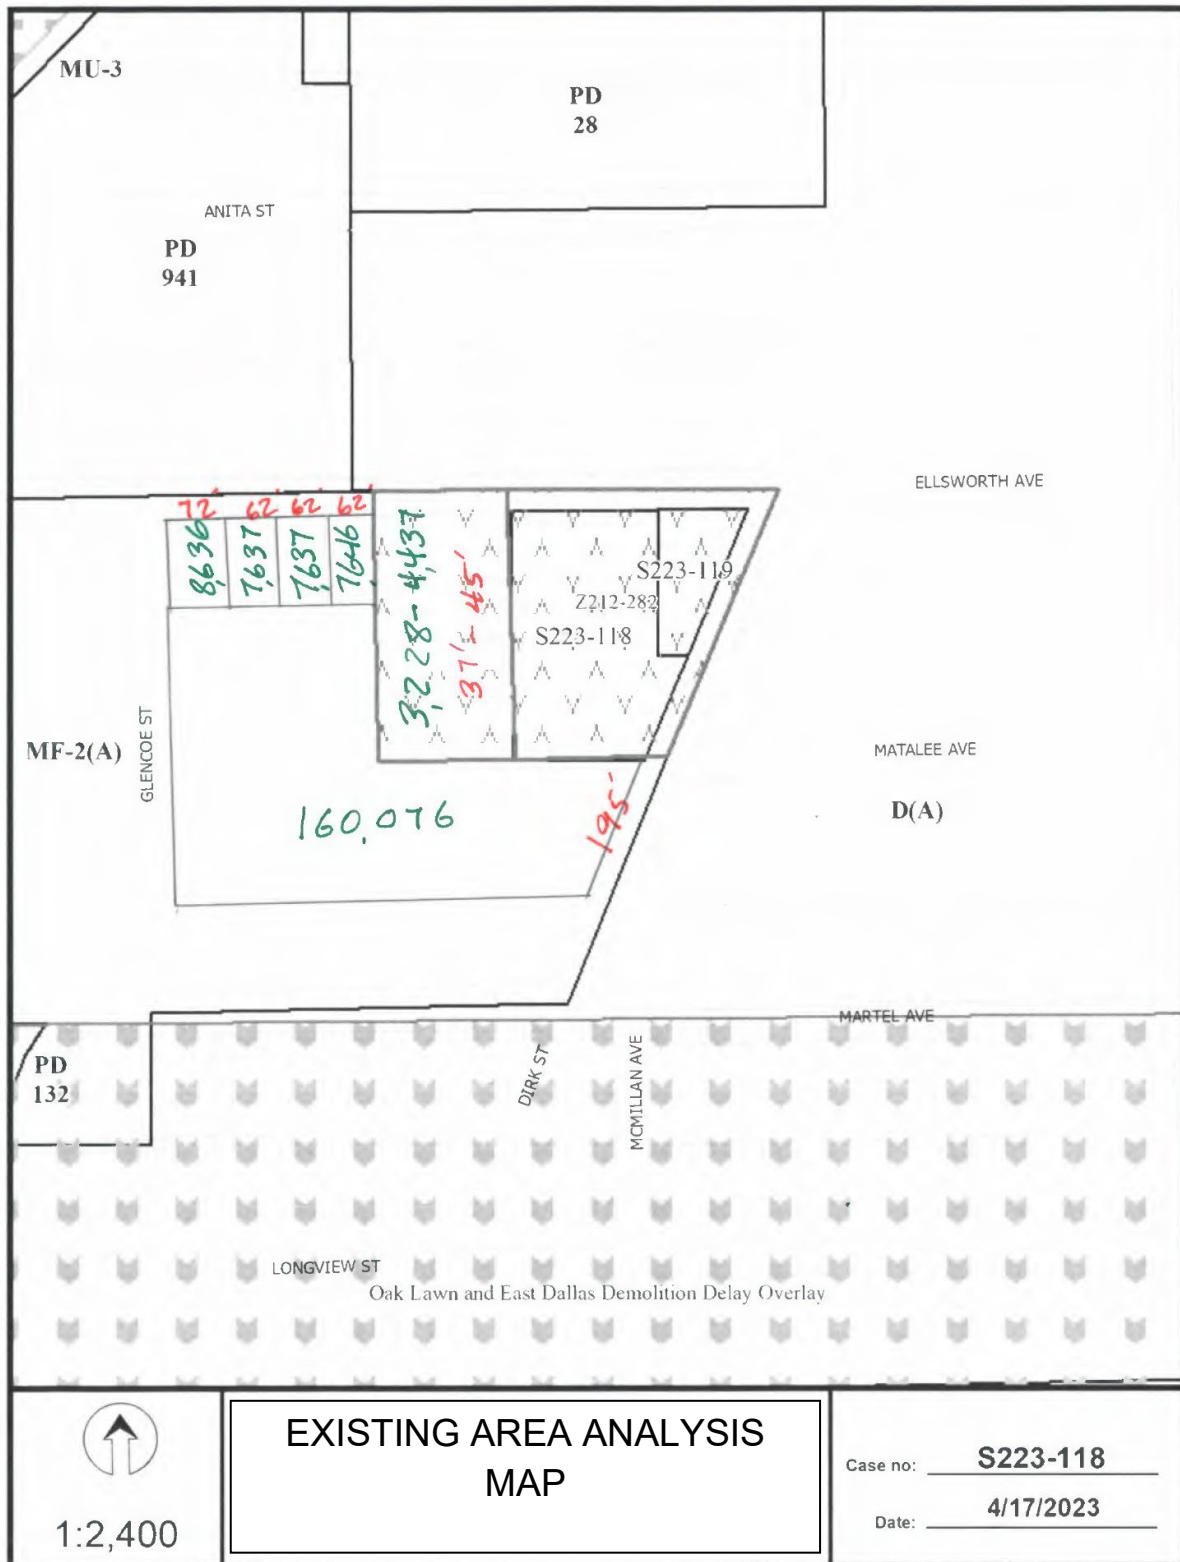 MU-3
PD
28
ANITA ST
PD
941
ELLSWORTH AVE
72' 62' 62' 62'
8,636
7,637
7,637
7,646
3,228-4,437
37'-45'
S223-119
Z212-282
S223-118
MF-2(A)
GLENCOE ST
MATALEE AVE
D(A)
160,076
195'
MARTEL AVE
PD
132
DIRK ST
MCMILLAN AVE
LONGVIEW ST
Oak Lawn and East Dallas Demolition Delay Overlay
1:2,400
EXISTING AREA ANALYSIS
MAP
Case no: S223-118
Date: 4/17/2023